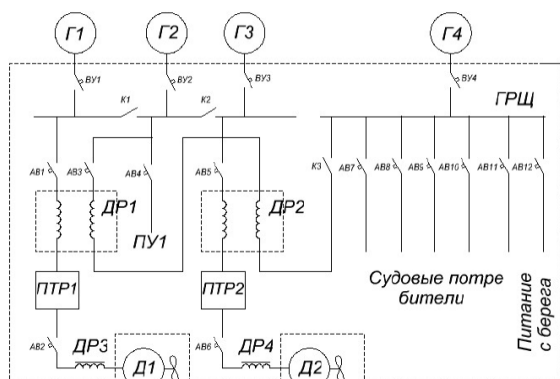 Г1 Г2 Г3 Г4
ВУ1 ВУ2 ВУ3 ВУ4
К1 К2 ГРЩ
АВ1 АВ3 АВ4 АВ5 К3 АВ7 АВ8 АВ9 АВ10 АВ11 АВ12
ДР1 ДР2
ПУ1
ПТР1 ПТР2
Судовые потре
бители
Питание
с берега
АВ2 ДР3 Д1 АВ6 ДР4 Д2